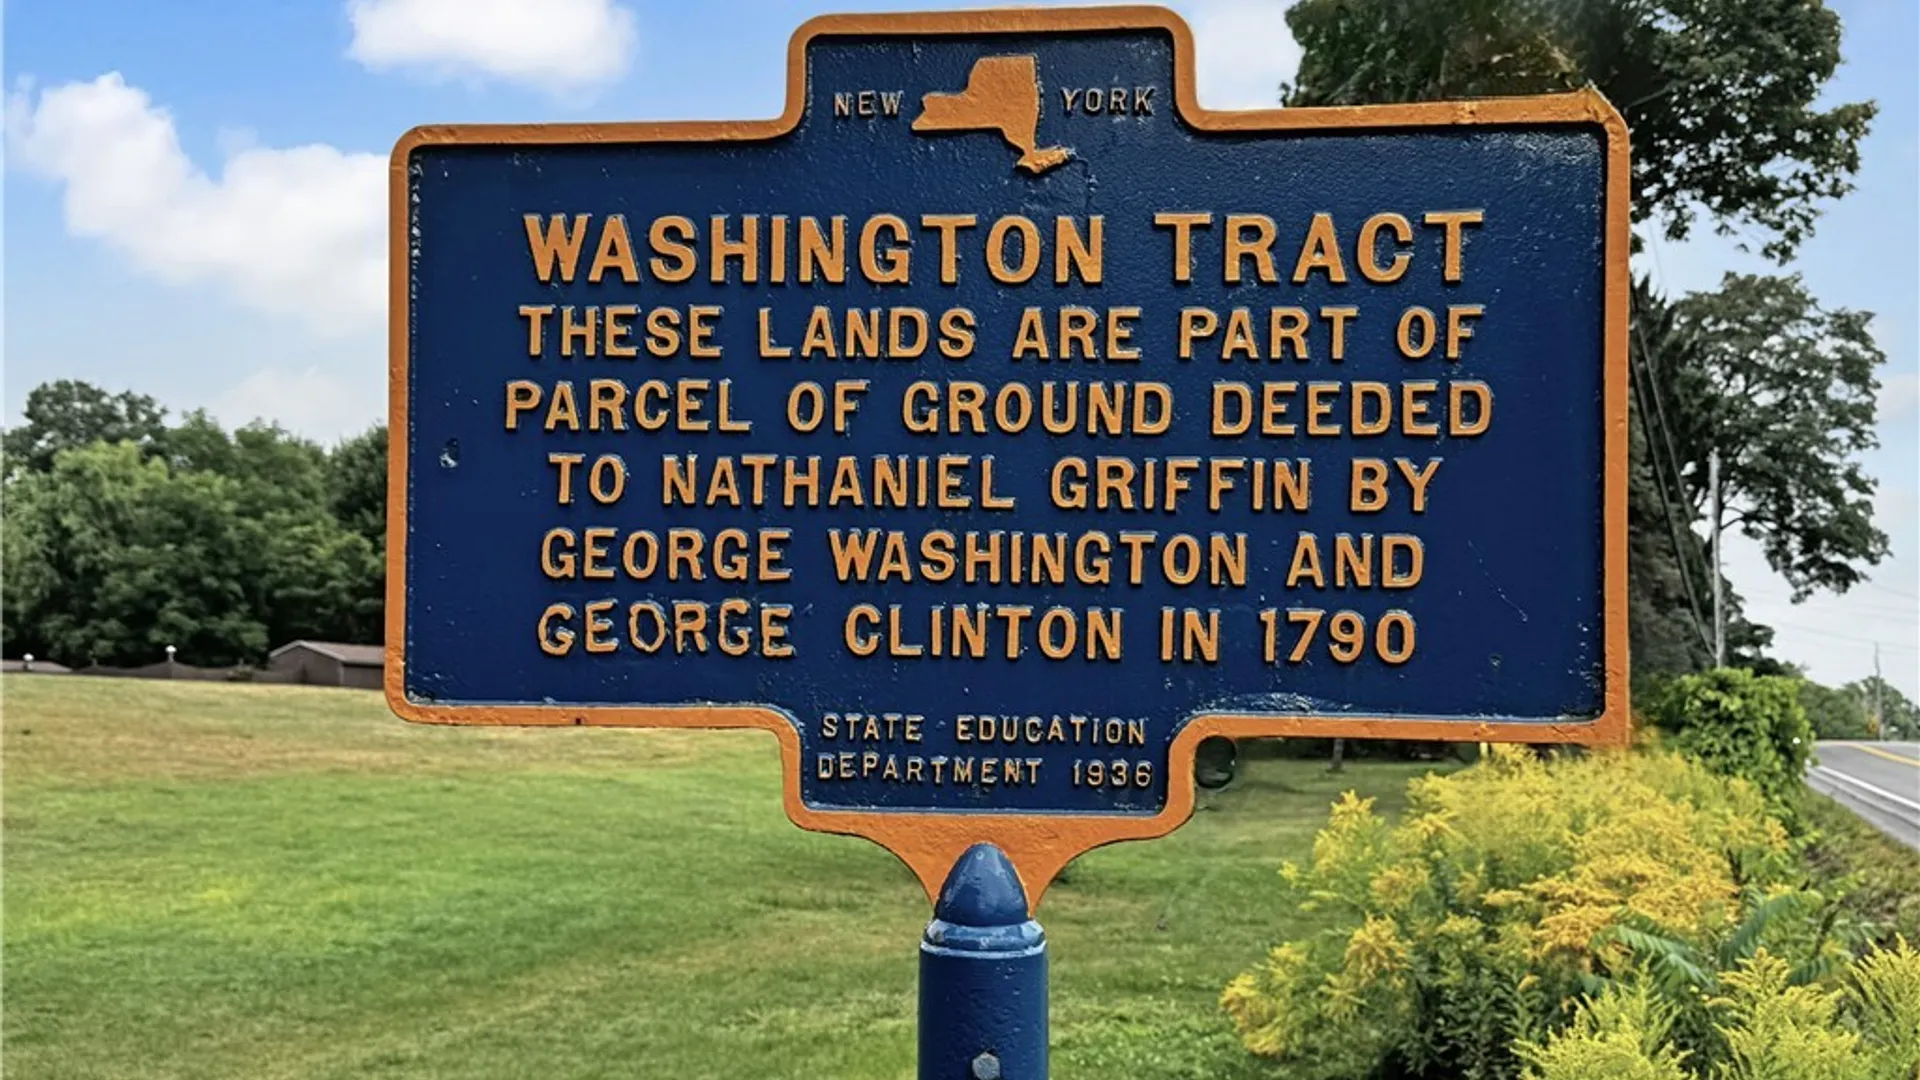 NEW YORK
WASHINGTON TRACT
THESE LANDS ARE PART OF
PARCEL OF GROUND DEEDED
TO NATHANIEL GRIFFIN BY
GEORGE WASHINGTON AND
GEORGE CLINTON IN 1790
STATE EDUCATION
DEPARTMENT 1936